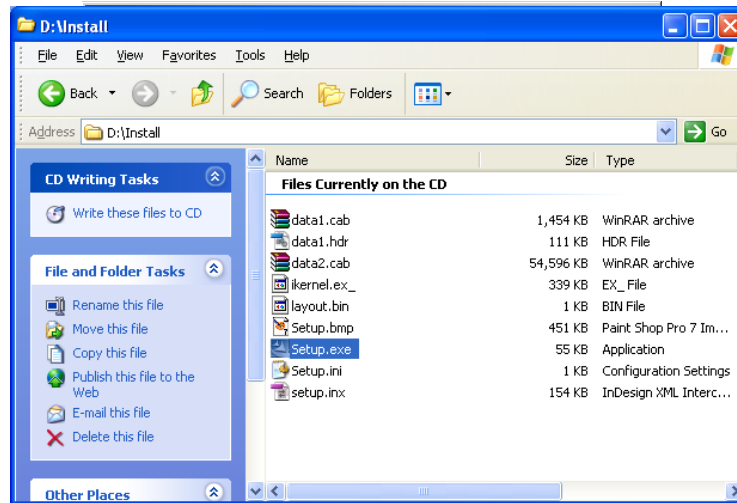 D:\Install
File Edit View Favorites Tools Help
Back Search Folders
Address D:\Install Go
CD Writing Tasks
Write these files to CD
File and Folder Tasks
Rename this file
Move this file
Copy this file
Publish this file to the
Web
E-mail this file
Delete this file
Other Places
Name Size Type
Files Currently on the CD
data1.cab 1,454 KB WinRAR archive
data1.hdr 111 KB HDR File
data2.cab 54,596 KB WinRAR archive
ikernel.ex_ 339 KB EX_ File
layout.bin 1 KB BIN File
Setup.bmp 451 KB Paint Shop Pro 7 Im...
Setup.exe 55 KB Application
Setup.ini 1 KB Configuration Settings
setup.inx 154 KB InDesign XML Interc...